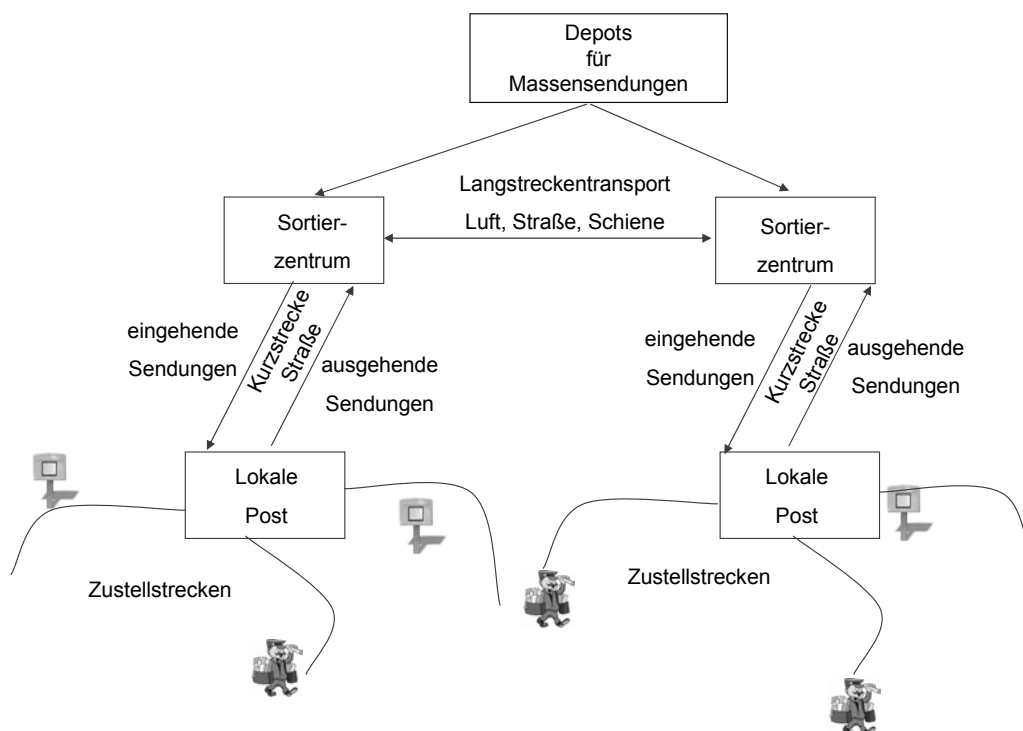 Depots
für
Massensendungen
Langstreckentransport
Luft, Straße, Schiene
Sortier-
zentrum
Sortier-
zentrum
eingehende
Sendungen
Kurzstrecke
Straße
ausgehende
Sendungen
eingehende
Sendungen
Kurzstrecke
Straße
ausgehende
Sendungen
Lokale
Post
Lokale
Post
Zustellstrecken
Zustellstrecken